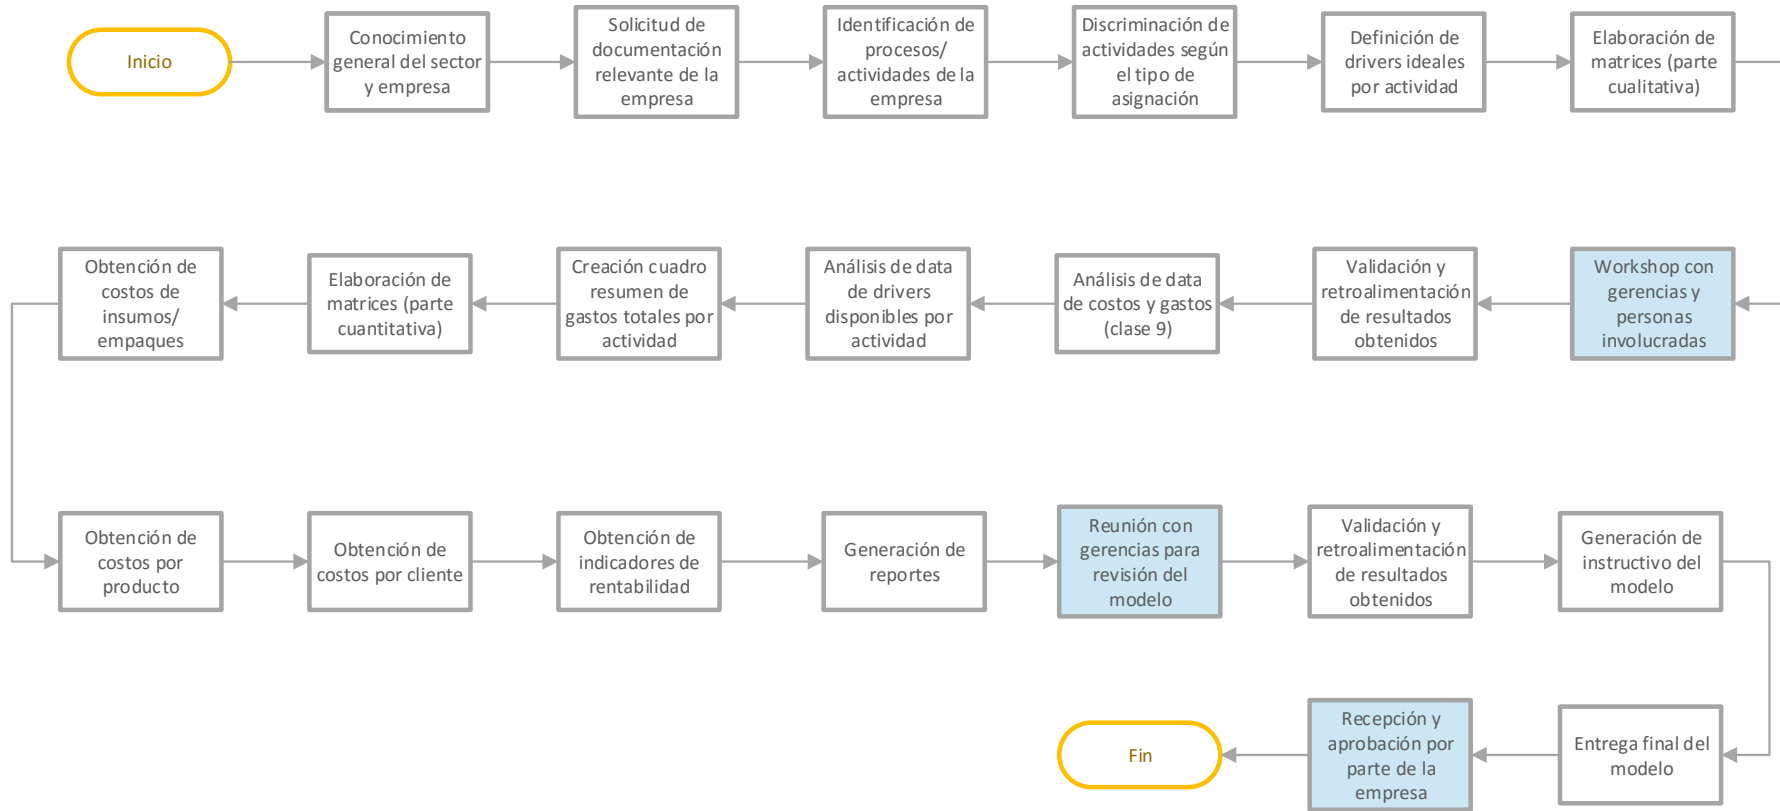 Inicio
Conocimiento
general del sector
y empresa
Solicitud de
documentación
relevante de la
empresa
Identificación de
procesos/
actividades de la
empresa
Discriminación de
actividades según
el tipo de
asignación
Definición de
drivers ideales
por actividad
Elaboración de
matrices (parte
cualitativa)
Workshop con
gerencias y
personas
involucradas
Validación y
retroalimentación
de resultados
obtenidos
Análisis de data
de costos y gastos
(clase 9)
Análisis de data
de drivers
disponibles por
actividad
Creación cuadro
resumen de
gastos totales por
actividad
Elaboración de
matrices (parte
cuantitativa)
Obtención de
costos de
insumos/
empaques
Obtención de
costos por
producto
Obtención de
costos por cliente
Obtención de
indicadores de
rentabilidad
Generación de
reportes
Reunión con
gerencias para
revisión del
modelo
Validación y
retroalimentación
de resultados
obtenidos
Generación de
instructivo del
modelo
Entrega final del
modelo
Recepción y
aprobación por
parte de la
empresa
Fin